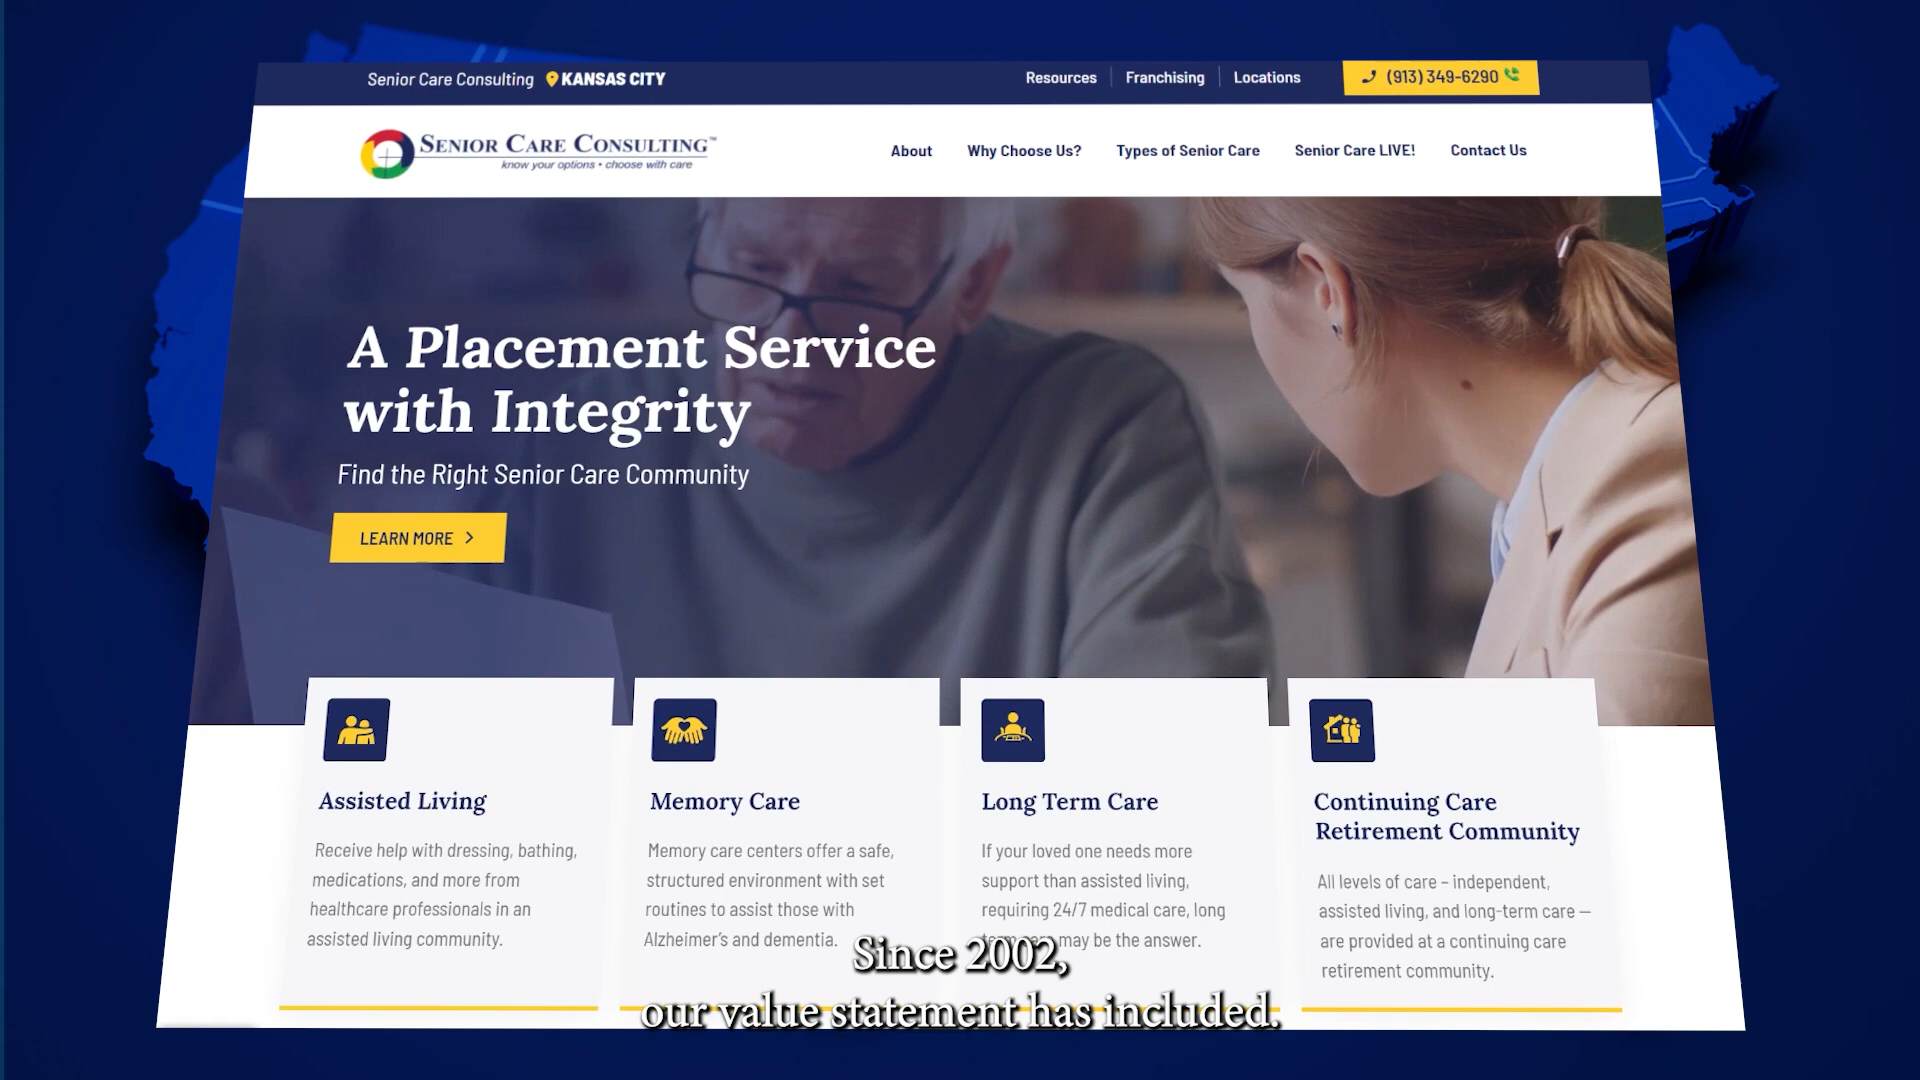 Senior Care Consulting KANSAS CITY
Resources Franchising Locations (913) 349-6290
SENIOR CARE CONSULTING™
know your options • choose with care
About Why Choose Us? Types of Senior Care Senior Care LIVE! Contact Us
A Placement Service
with Integrity
Find the Right Senior Care Community
LEARN MORE >
Assisted Living
Receive help with dressing, bathing,
medications, and more from
healthcare professionals in an
assisted living community.
Memory Care
Memory care centers offer a safe,
structured environment with set
routines to assist those with
Alzheimer's and dementia.
Long Term Care
If your loved one needs more
support than assisted living,
requiring 24/7 medical care, long
term care may be the answer.
Continuing Care
Retirement Community
All levels of care – independent,
assisted living, and long-term care —
are provided at a continuing care
retirement community.
Since 2002,
our value statement has included.